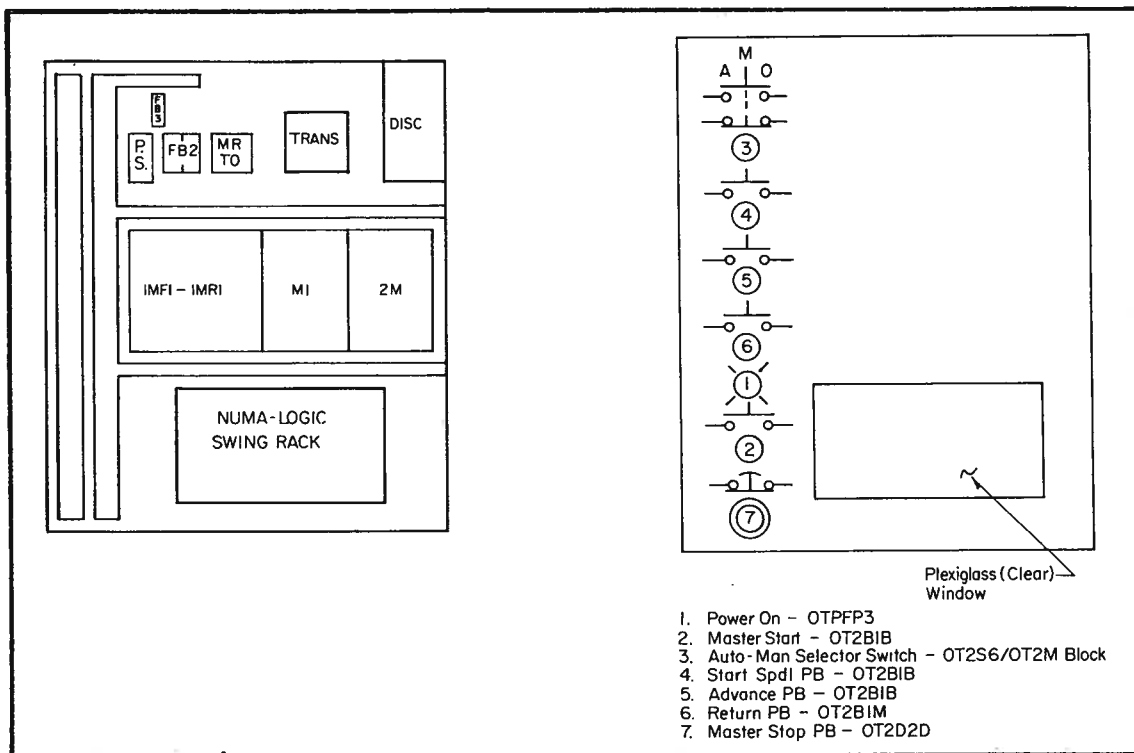 F
B
3
P.
S.
FB2
MR
TO
TRANS
DISC
IMFI - IMRI
MI
2M
NUMA-LOGIC
SWING RACK
M
A O
3
4
5
6
1
2
7
Plexiglass (Clear)
Window
1. Power On - OTPFP3
2. Master Start - OT2BIB
3. Auto-Man Selector Switch - OT2S6/OT2M Block
4. Start Spdl PB - OT2BIB
5. Advance PB - OT2BIB
6. Return PB - OT2BIM
7. Master Stop PB - OT2D2D